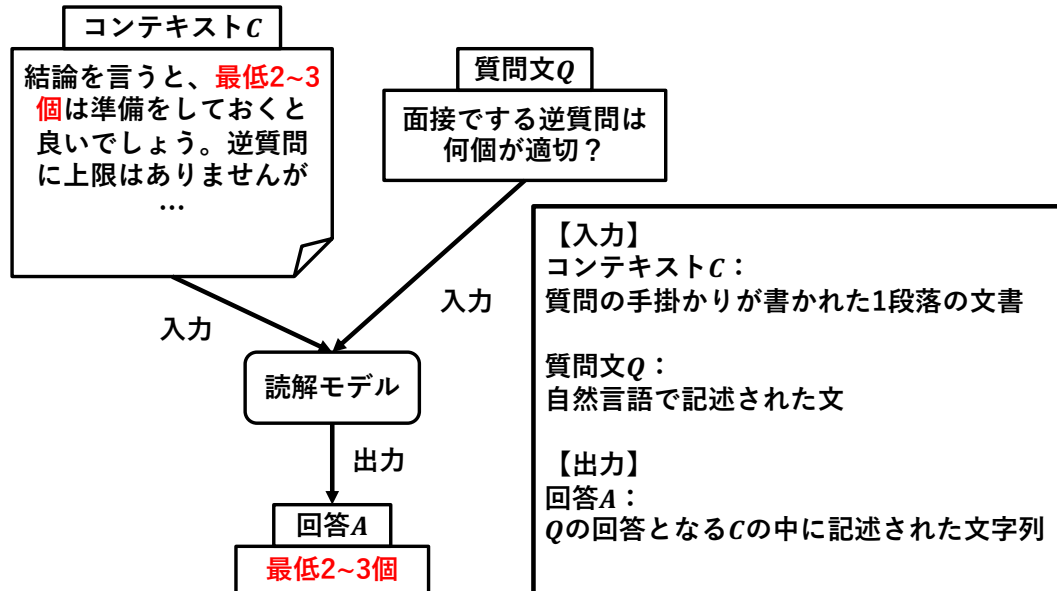 コンテキストC
結論を言うと、最低2~3
個は準備をしておくと
良いでしょう。逆質問
に上限はありませんが
…
質問文Q
面接でする逆質問は
何個が適切？
入力
入力
読解モデル
出力
回答A
最低2~3個
【入力】
コンテキストC：
質問の手掛かりが書かれた1段落の文書
質問文Q：
自然言語で記述された文
【出力】
回答A：
Qの回答となるCの中に記述された文字列